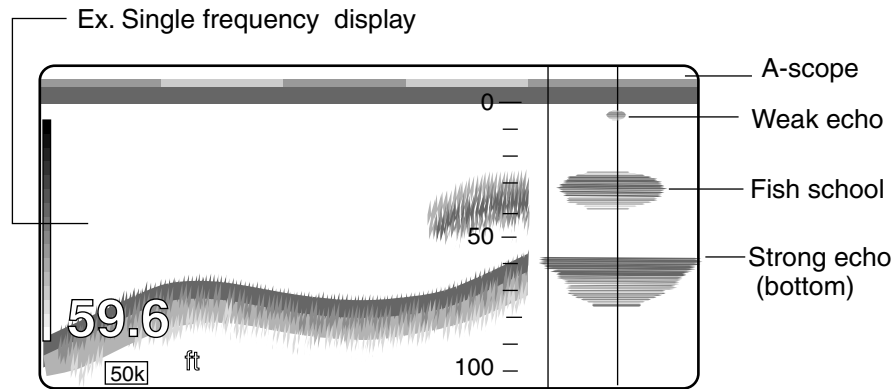 Ex. Single frequency display
A-scope
0
Weak echo
Fish school
50
Strong echo
(bottom)
59.6
ft
50k
100